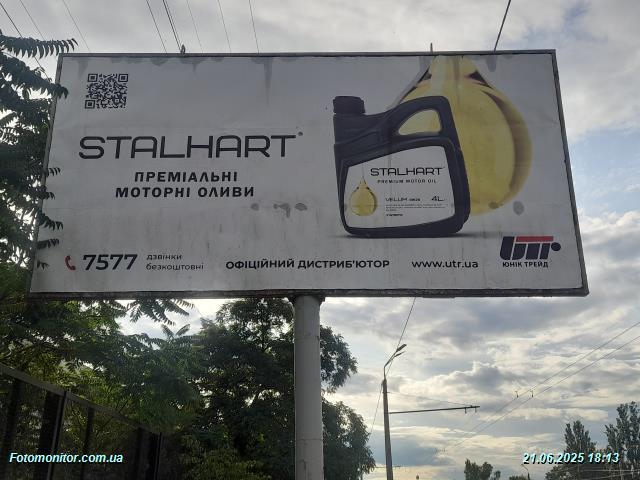 STALHART
ПРЕМІАЛЬНІ
МОТОРНІ ОЛИВИ
STALHART
PREMIUM MOTOR OIL
4L
7577
дзвінки
безкоштовні
ОФІЦІЙНИЙ ДИСТРИБ'ЮТОР
www.utr.ua
utr
ЮНІК ТРЕЙД
Fotomonitor.com.ua
21.06.2025 18:13